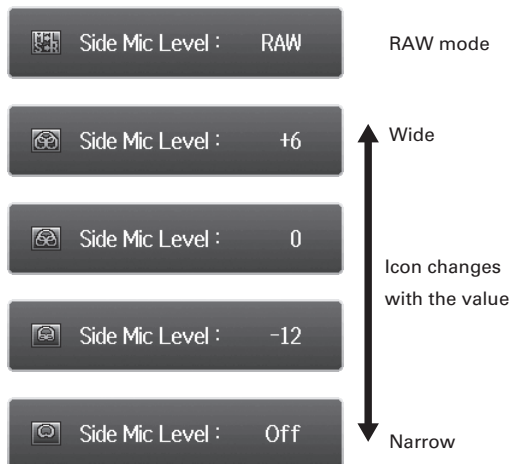 Side Mic Level : RAW
RAW mode
Side Mic Level : +6
Wide
Side Mic Level : 0
Icon changes
with the value
Side Mic Level : -12
Side Mic Level : Off
Narrow